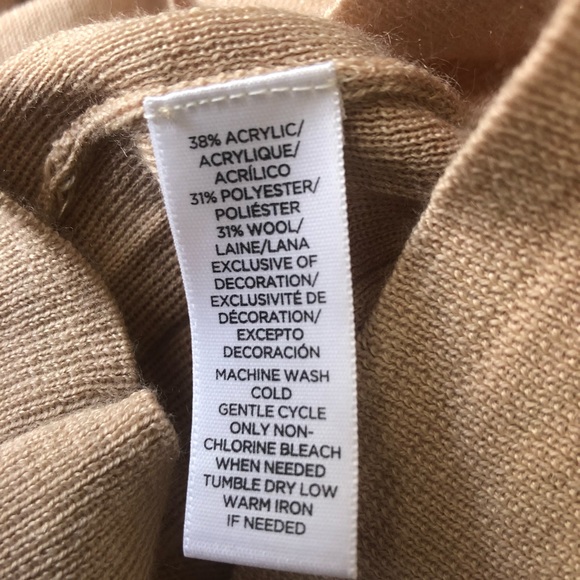 38% ACRYLIC/
ACRYLIQUE/
ACRÍLICO
31% POLYESTER/
POLIÉSTER
31% WOOL/
LAINE/LANA
EXCLUSIVE OF
DECORATION/
EXCLUSIVITÉ DE
DÉCORATION/
EXCEPTO
DECORACIÓN
MACHINE WASH
COLD
GENTLE CYCLE
ONLY NON-
CHLORINE BLEACH
WHEN NEEDED
TUMBLE DRY LOW
WARM IRON
IF NEEDED